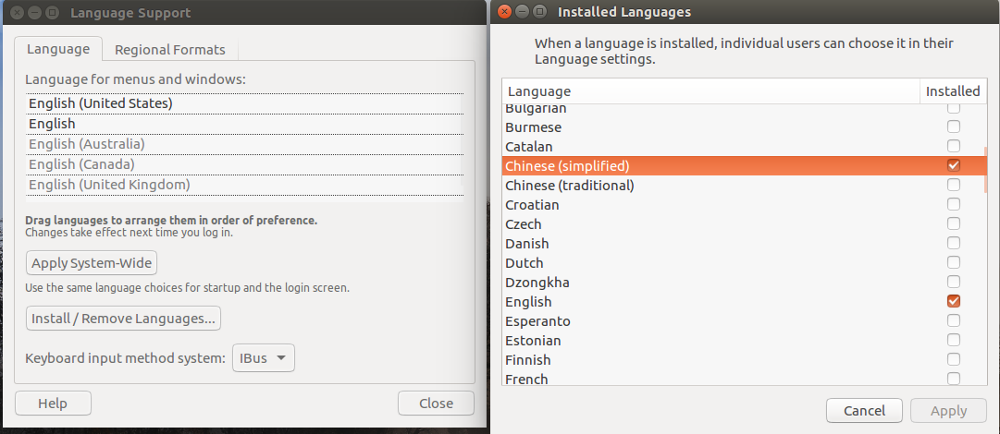 Language Support
Language
Regional Formats
Language for menus and windows:
English (United States)
English
English (Australia)
English (Canada)
English (United Kingdom)
Drag languages to arrange them in order of preference.
Changes take effect next time you log in.
Apply System-Wide
Use the same language choices for startup and the login screen.
Install / Remove Languages...
Keyboard input method system:
IBus
Help
Close
Installed Languages
When a language is installed, individual users can choose it in their
Language settings.
Language
Installed
Bulgarian
Burmese
Catalan
Chinese (simplified)
Chinese (traditional)
Croatian
Czech
Danish
Dutch
Dzongkha
English
Esperanto
Estonian
Finnish
French
Cancel
Apply